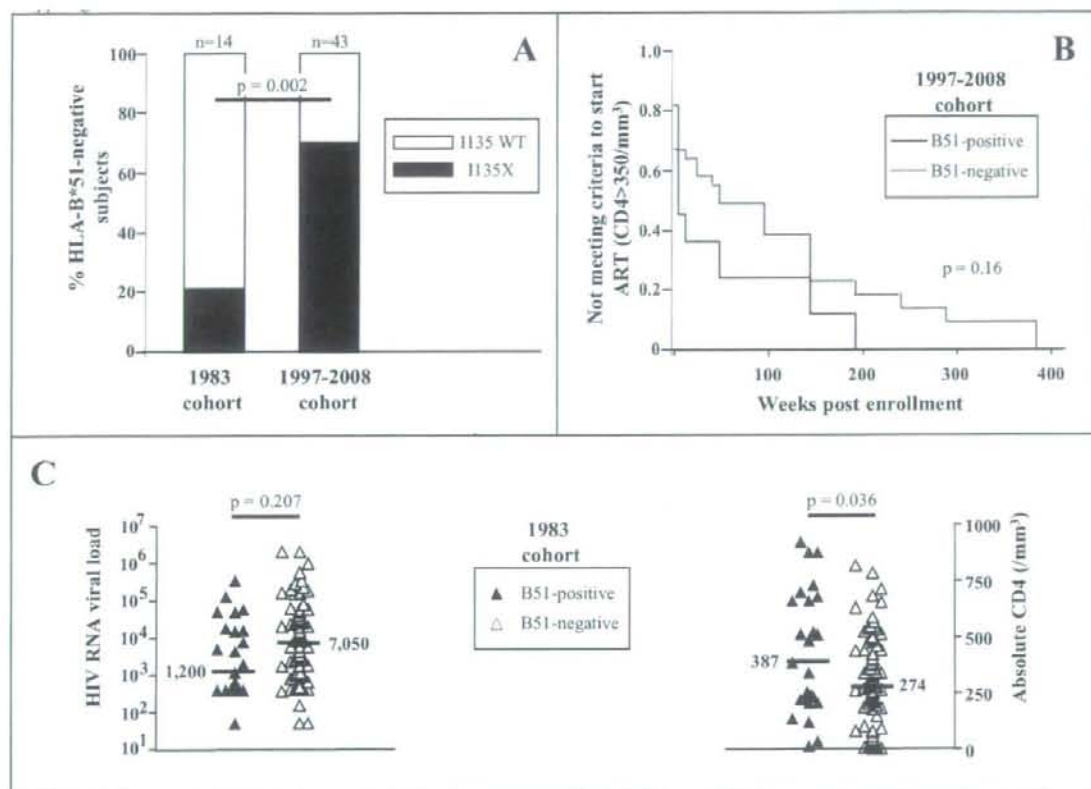 A
n=14
n=43
p = 0.002
100
80
60
40
20
0
% HLA-B*51-negative
subjects
I135 WT
I135X
1983
cohort
1997-2008
cohort
B
1997-2008
cohort
B51-positive
B51-negative
1.0
0.8
0.6
0.4
0.2
0
Not meeting criteria to start
ART (CD4>350/mm³)
p = 0.16
100
200
300
400
Weeks post enrollment
C
p = 0.207
HIV RNA viral load
10⁷
10⁶
10⁵
10⁴
10³
10²
10¹
1,200
7,050
1983
cohort
B51-positive
B51-negative
p = 0.036
387
274
1000
750
500
250
0
Absolute CD4 (/mm³)